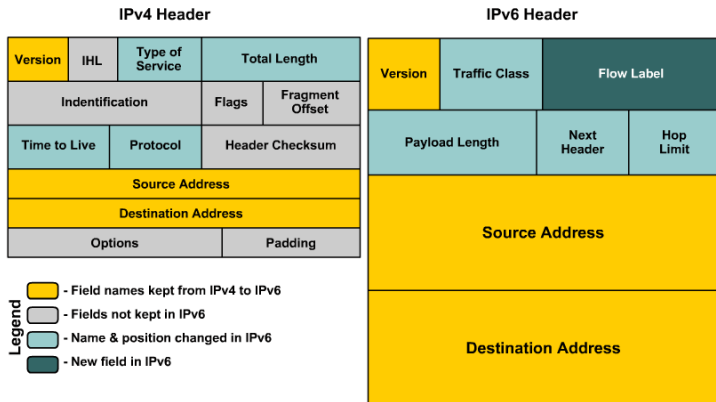 IPv4 Header
IPv6 Header
Version
IHL
Type of
Service
Total Length
Indentification
Flags
Fragment
Offset
Time to Live
Protocol
Header Checksum
Source Address
Destination Address
Options
Padding
Version
Traffic Class
Flow Label
Payload Length
Next
Header
Hop
Limit
Source Address
Destination Address
Legend
- Field names kept from IPv4 to IPv6
- Fields not kept in IPv6
- Name & position changed in IPv6
- New field in IPv6